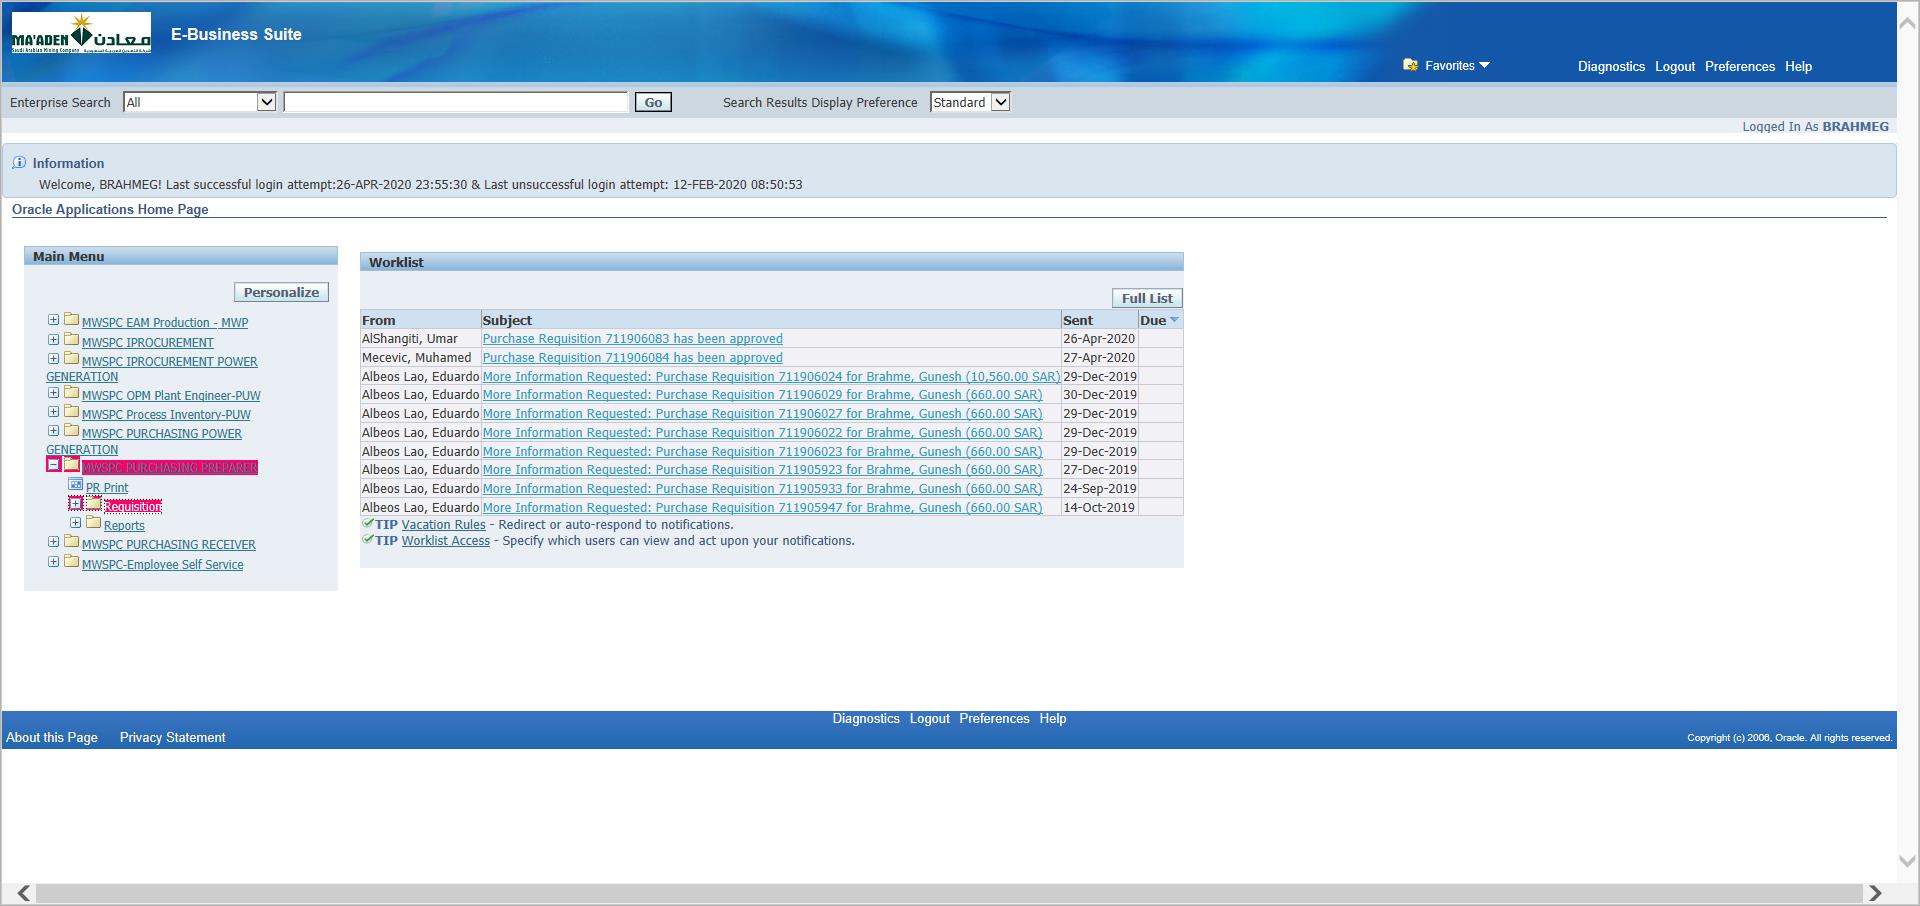 MA'ADEN معادن
Saudi Arabian Mining Company
E-Business Suite
Favorites
Diagnostics Logout Preferences Help
Enterprise Search All Go Search Results Display Preference Standard
Logged In As BRAHMEG
Information
Welcome, BRAHMEG! Last successful login attempt:26-APR-2020 23:55:30 & Last unsuccessful login attempt: 12-FEB-2020 08:50:53
Oracle Applications Home Page
Main Menu
Personalize
MWSPC EAM Production - MWP
MWSPC IPROCUREMENT
MWSPC IPROCUREMENT POWER
GENERATION
MWSPC OPM Plant Engineer-PUW
MWSPC Process Inventory-PUW
MWSPC PURCHASING POWER
GENERATION
MWSPC PURCHASING PREPARER
PR Print
Requisition
Reports
MWSPC PURCHASING RECEIVER
MWSPC-Employee Self Service
Worklist
Full List
From Subject Sent Due
AlShangiti, Umar Purchase Requisition 711906083 has been approved 26-Apr-2020
Mecevic, Muhamed Purchase Requisition 711906084 has been approved 27-Apr-2020
Albeos Lao, Eduardo More Information Requested: Purchase Requisition 711906024 for Brahme, Gunesh (10,560.00 SAR) 29-Dec-2019
Albeos Lao, Eduardo More Information Requested: Purchase Requisition 711906029 for Brahme, Gunesh (660.00 SAR) 30-Dec-2019
Albeos Lao, Eduardo More Information Requested: Purchase Requisition 711906027 for Brahme, Gunesh (660.00 SAR) 29-Dec-2019
Albeos Lao, Eduardo More Information Requested: Purchase Requisition 711906022 for Brahme, Gunesh (660.00 SAR) 29-Dec-2019
Albeos Lao, Eduardo More Information Requested: Purchase Requisition 711906023 for Brahme, Gunesh (660.00 SAR) 29-Dec-2019
Albeos Lao, Eduardo More Information Requested: Purchase Requisition 711905923 for Brahme, Gunesh (660.00 SAR) 27-Dec-2019
Albeos Lao, Eduardo More Information Requested: Purchase Requisition 711905933 for Brahme, Gunesh (660.00 SAR) 24-Sep-2019
Albeos Lao, Eduardo More Information Requested: Purchase Requisition 711905947 for Brahme, Gunesh (660.00 SAR) 14-Oct-2019
TIP Vacation Rules - Redirect or auto-respond to notifications.
TIP Worklist Access - Specify which users can view and act upon your notifications.
Diagnostics Logout Preferences Help
About this Page Privacy Statement
Copyright (c) 2006, Oracle. All rights reserved.